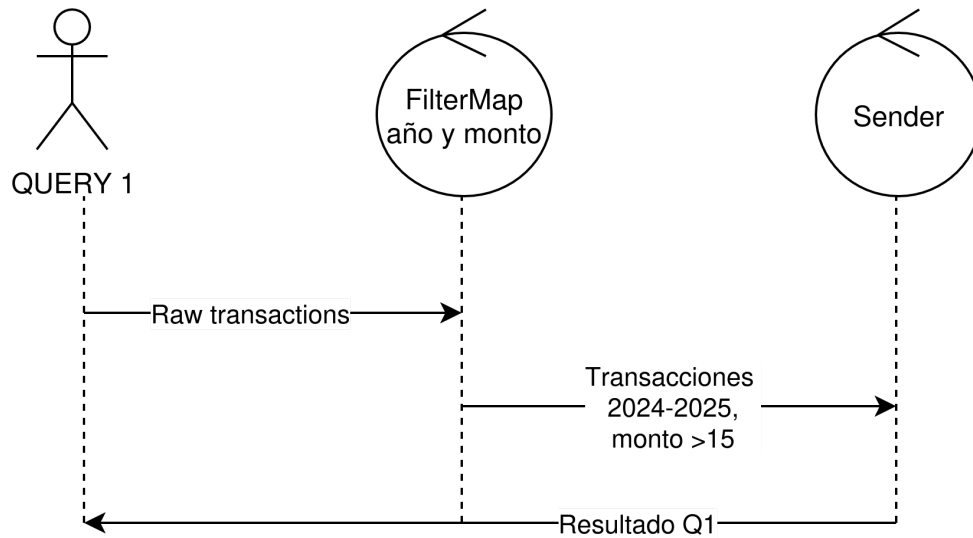 FilterMap
año y monto
Sender
QUERY 1
Raw transactions
Transacciones
2024-2025,
monto >15
Resultado Q1